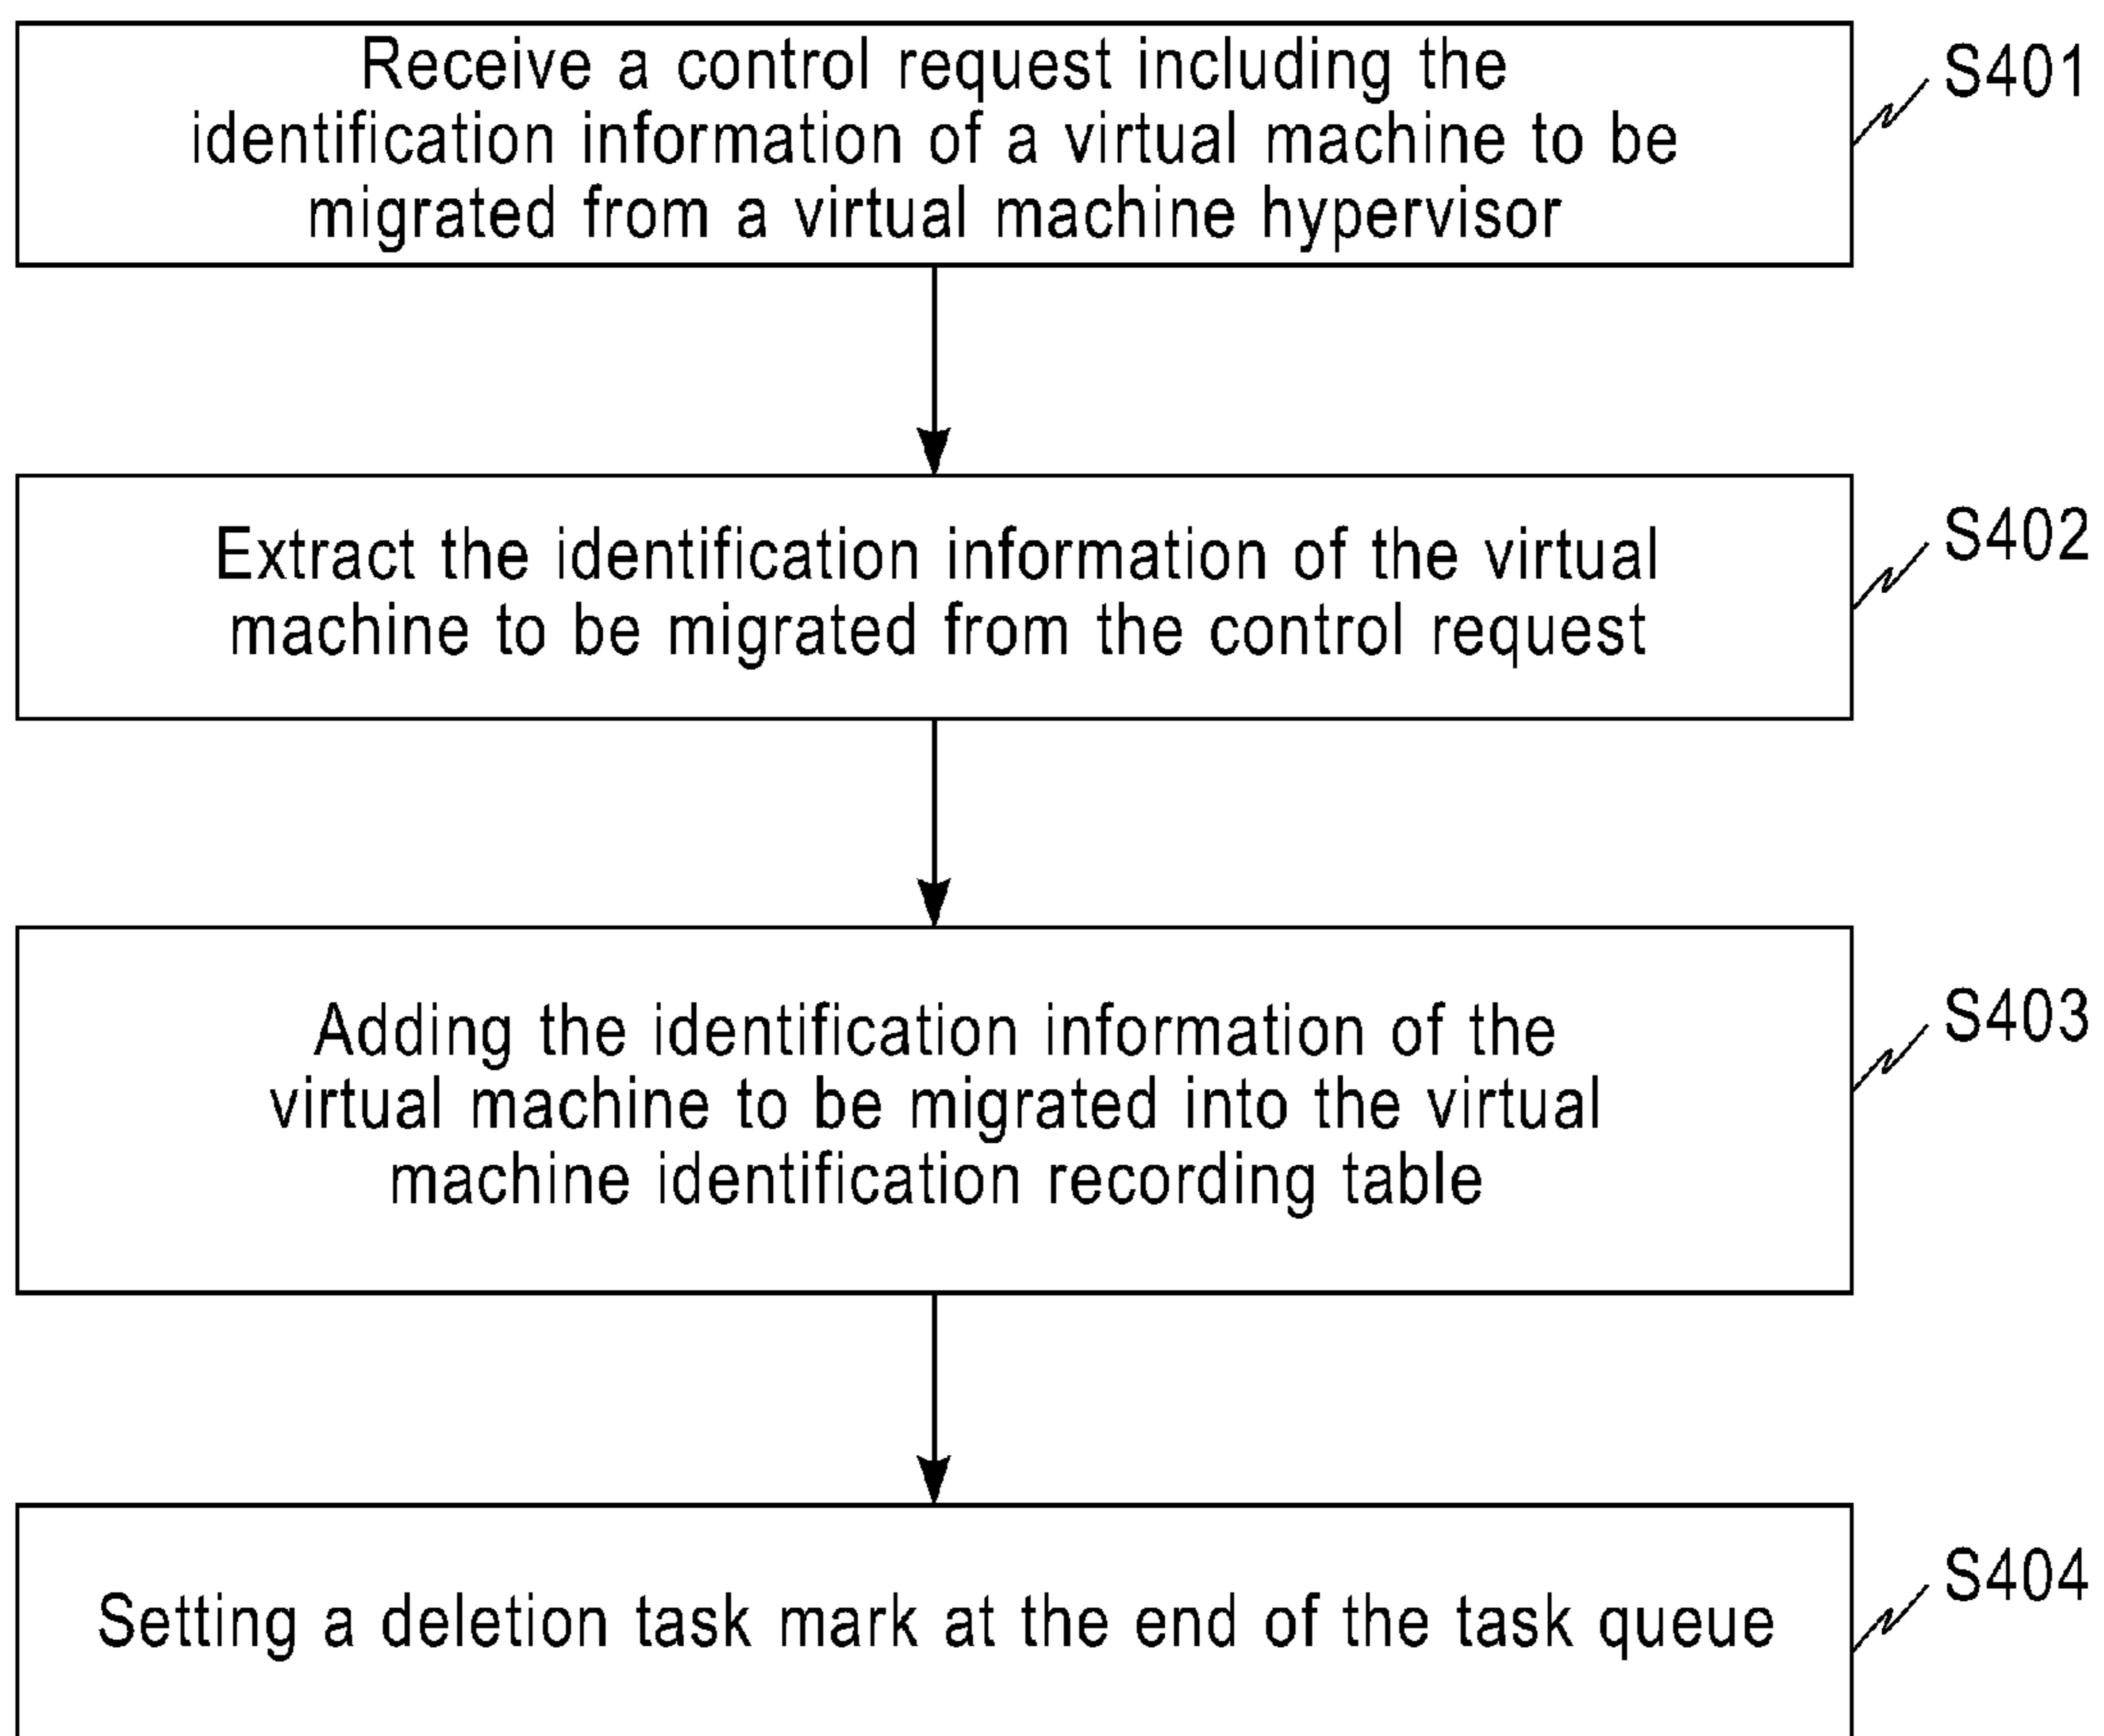 Receive a control request including the
identification information of a virtual machine to be
migrated from a virtual machine hypervisor
S401
Extract the identification information of the virtual
machine to be migrated from the control request
S402
Adding the identification information of the
virtual machine to be migrated into the virtual
machine identification recording table
S403
Setting a deletion task mark at the end of the task queue
S404